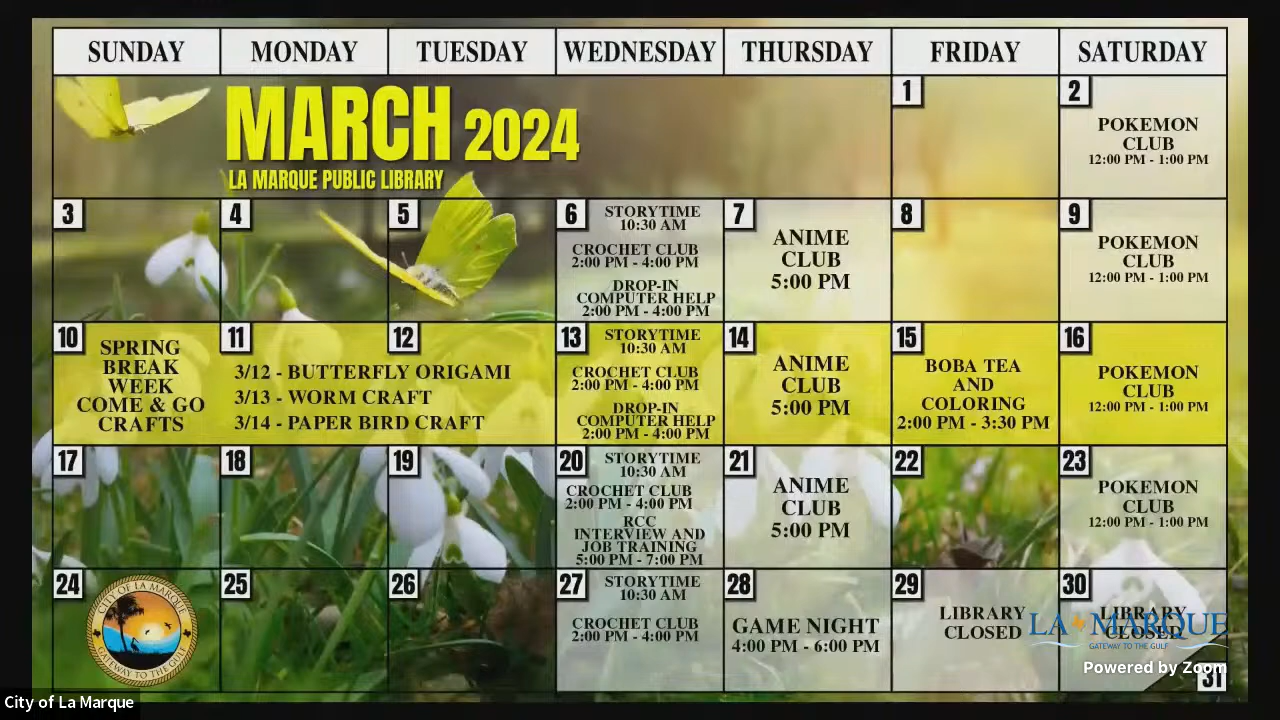 SUNDAY MONDAY TUESDAY WEDNESDAY THURSDAY FRIDAY SATURDAY
MARCH 2024
LA MARQUE PUBLIC LIBRARY
1
2
POKEMON
CLUB
12:00 PM - 1:00 PM
3
4
5
6
STORYTIME
10:30 AM
CROCHET CLUB
2:00 PM - 4:00 PM
DROP-IN
COMPUTER HELP
2:00 PM - 4:00 PM
7
ANIME
CLUB
5:00 PM
8
9
POKEMON
CLUB
12:00 PM - 1:00 PM
10
SPRING
BREAK
WEEK
COME & GO
CRAFTS
11
12
3/12 - BUTTERFLY ORIGAMI
3/13 - WORM CRAFT
3/14 - PAPER BIRD CRAFT
13
STORYTIME
10:30 AM
CROCHET CLUB
2:00 PM - 4:00 PM
DROP-IN
COMPUTER HELP
2:00 PM - 4:00 PM
14
ANIME
CLUB
5:00 PM
15
BOBA TEA
AND
COLORING
2:00 PM - 3:30 PM
16
POKEMON
CLUB
12:00 PM - 1:00 PM
17
18
19
20
STORYTIME
10:30 AM
CROCHET CLUB
2:00 PM - 4:00 PM
RCC
INTERVIEW AND
JOB TRAINING
5:00 PM - 7:00 PM
21
ANIME
CLUB
5:00 PM
22
23
POKEMON
CLUB
12:00 PM - 1:00 PM
24
CITY OF LA MARQUE
GATEWAY TO THE GULF
25
26
27
STORYTIME
10:30 AM
CROCHET CLUB
2:00 PM - 4:00 PM
28
GAME NIGHT
4:00 PM - 6:00 PM
29
LIBRARY
CLOSED
30
LIBRARY
CLOSED
LA MARQUE
GATEWAY TO THE GULF
Powered by Zoom
31
City of La Marque